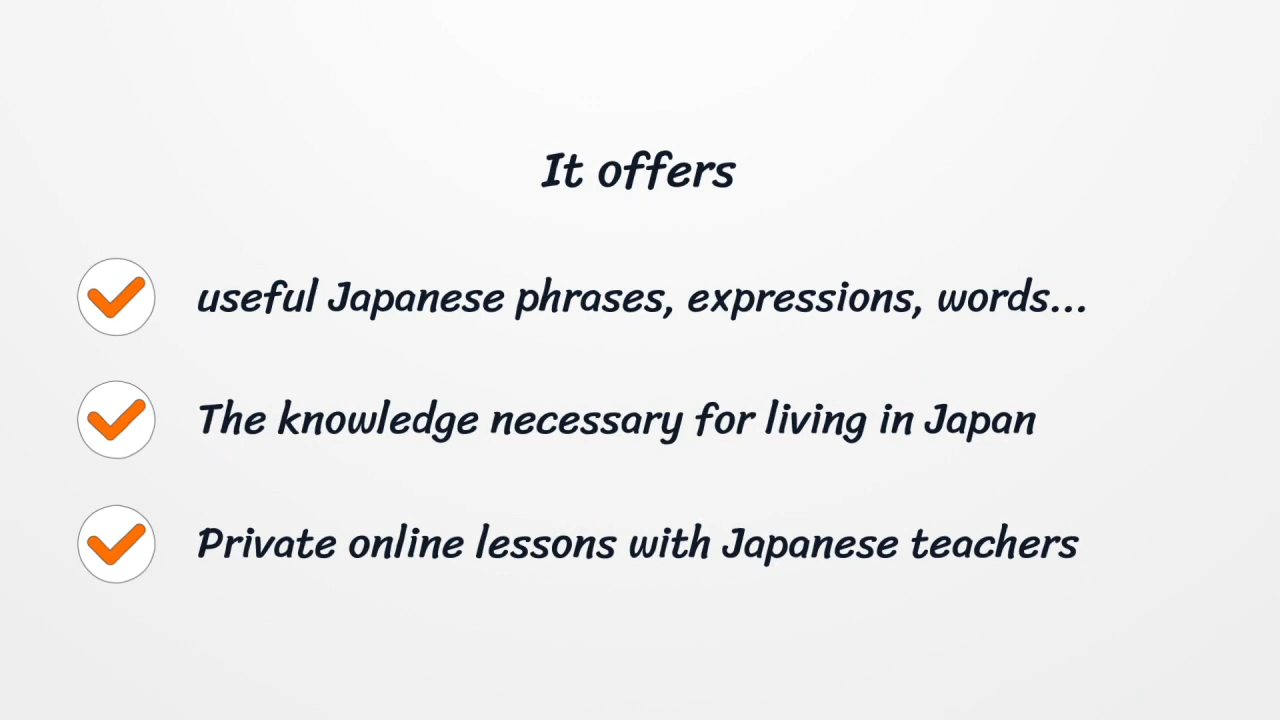 It offers
useful Japanese phrases, expressions, words...
The knowledge necessary for living in Japan
Private online lessons with Japanese teachers